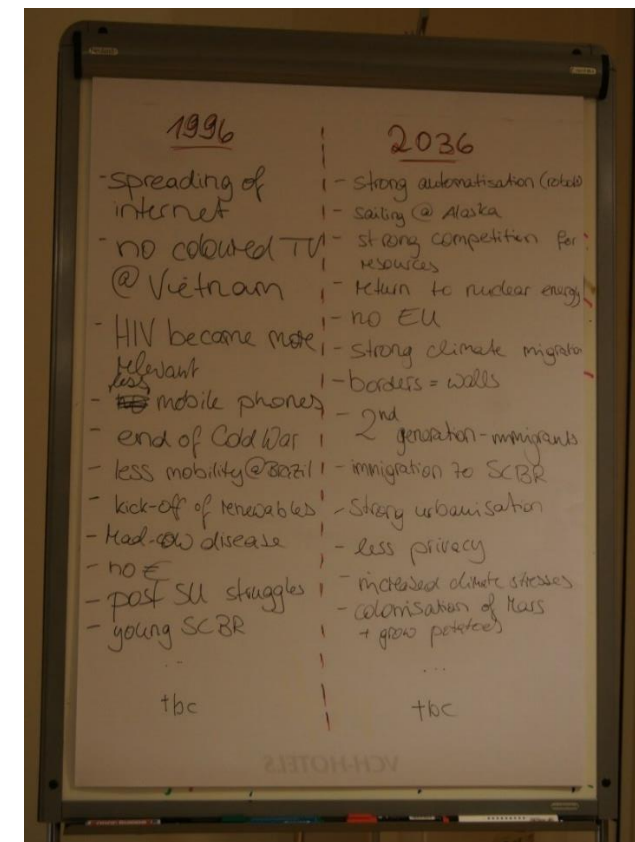 1996
- spreading of
internet
- no coloured TV
@ Vietnam
- HIV became more
relevant
less
- mobile phones
- end of Cold War
- less mobility @ Brazil
- kick-off of renewables
- Mad-cow disease
- no €
- post SU struggles
- young SCBR
...
tbc
2036
- strong automatisation (robots)
- sailing @ Alaska
- strong competition for
resources
- return to nuclear energy
- no EU
- strong climate migration
- borders = walls
- 2nd
generation-immigrants
- immigration to SCBR
- Strong urbanisation
- less privacy
- increased climate stresses
- colonisation of Mars
+ grow potatoes
...
tbc
VCH-HOTELS